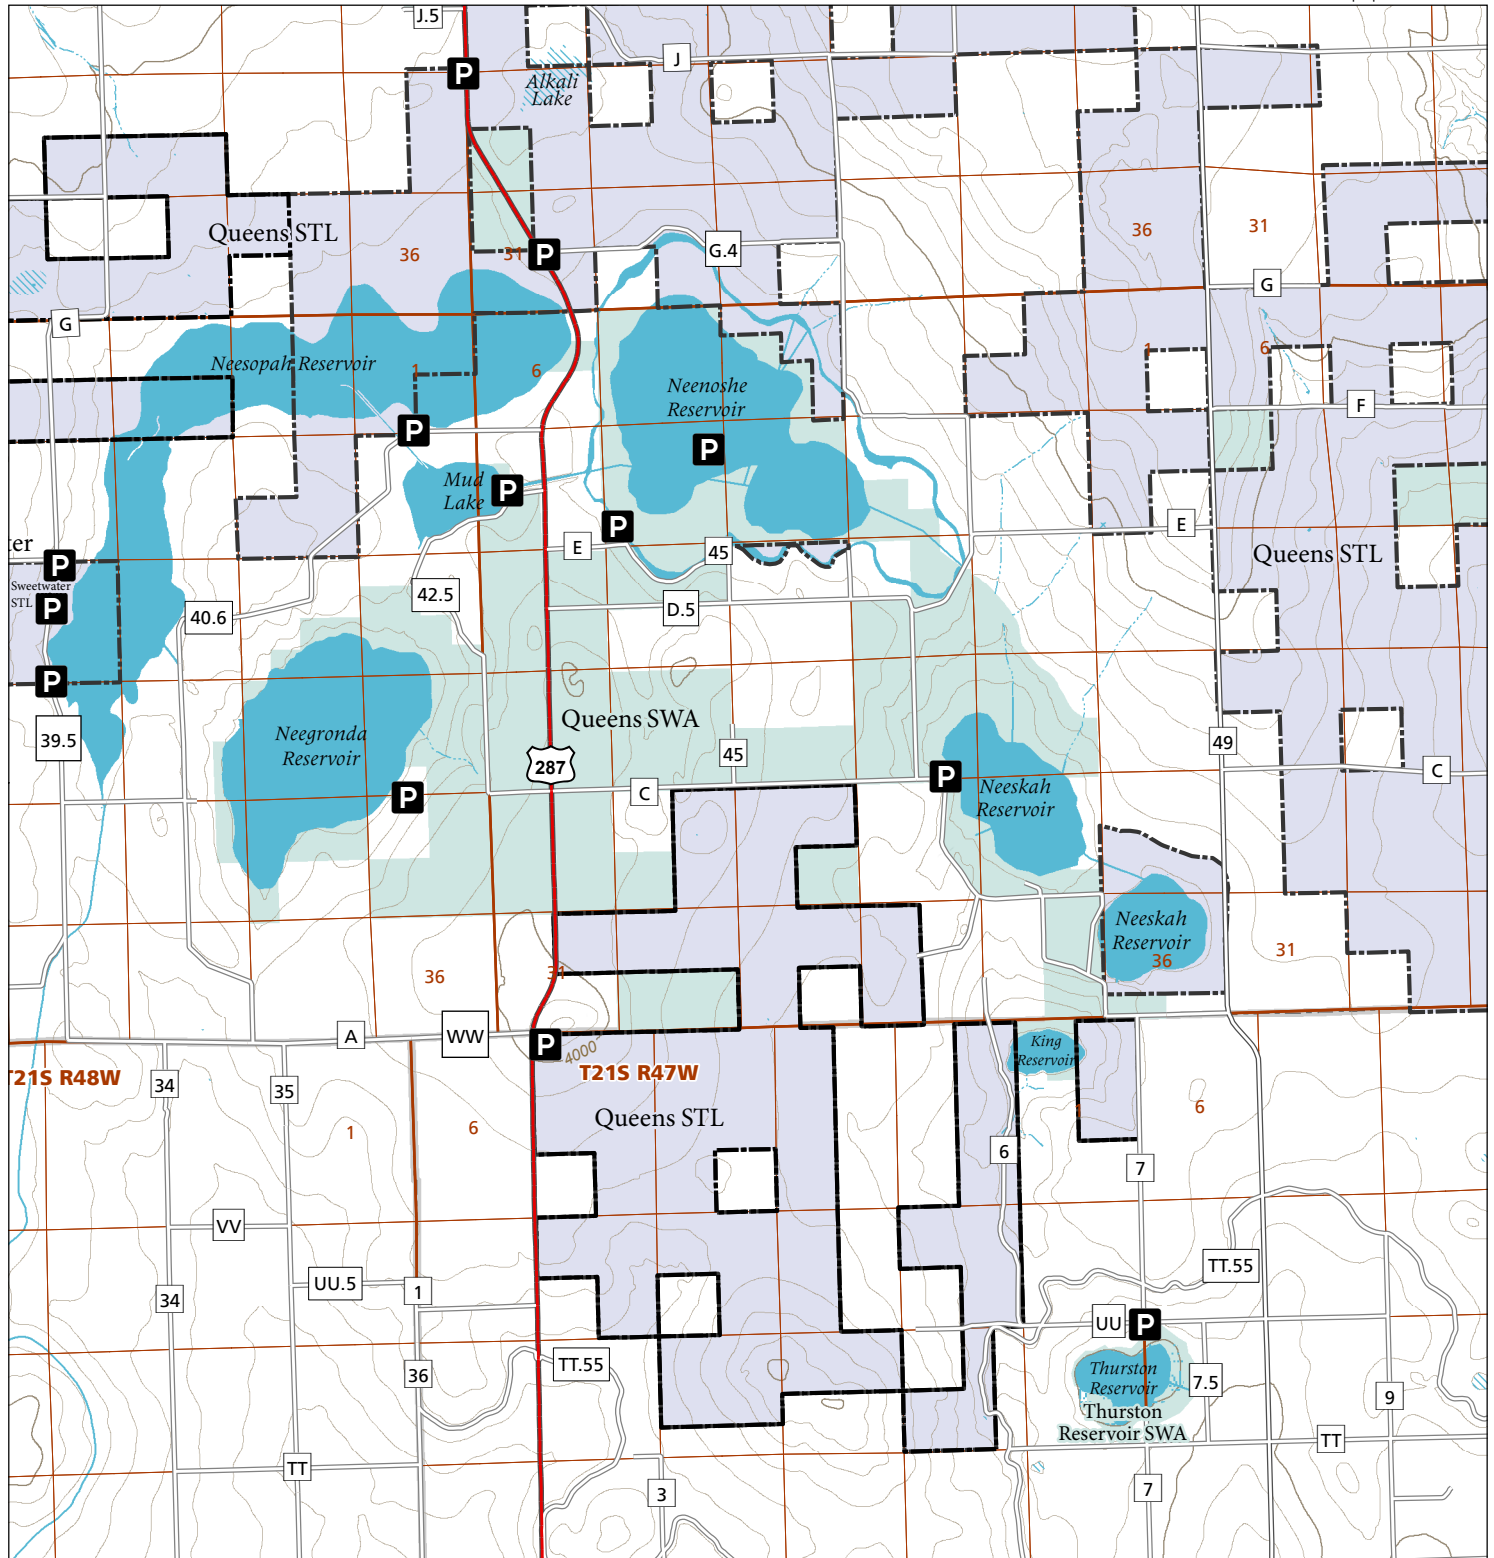 J.5
P
J
Alkali
Lake
Queens STL
36
31
P
G.4
36
31
G
G
Neesopah Reservoir
1
6
Neenoshe
Reservoir
1
6
F
P
P
Mud
Lake
P
P
E
45
E
ter
P
Sweetwater
STL
P
Queens STL
42.5
40.6
D.5
P
Queens SWA
39.5
Neegronda
Reservoir
45
49
287
P
C
C
P
Neeskah
Reservoir
Neeskah
Reservoir
36
31
36
31
A
WW
P
4000
King
Reservoir
T21S R48W
T21S R47W
34
35
Queens STL
1
6
6
6
7
VV
UU.5
1
34
TT.55
UU
P
36
TT.55
Thurston
Reservoir
7.5
9
Thurston
Reservoir SWA
TT
TT
3
7